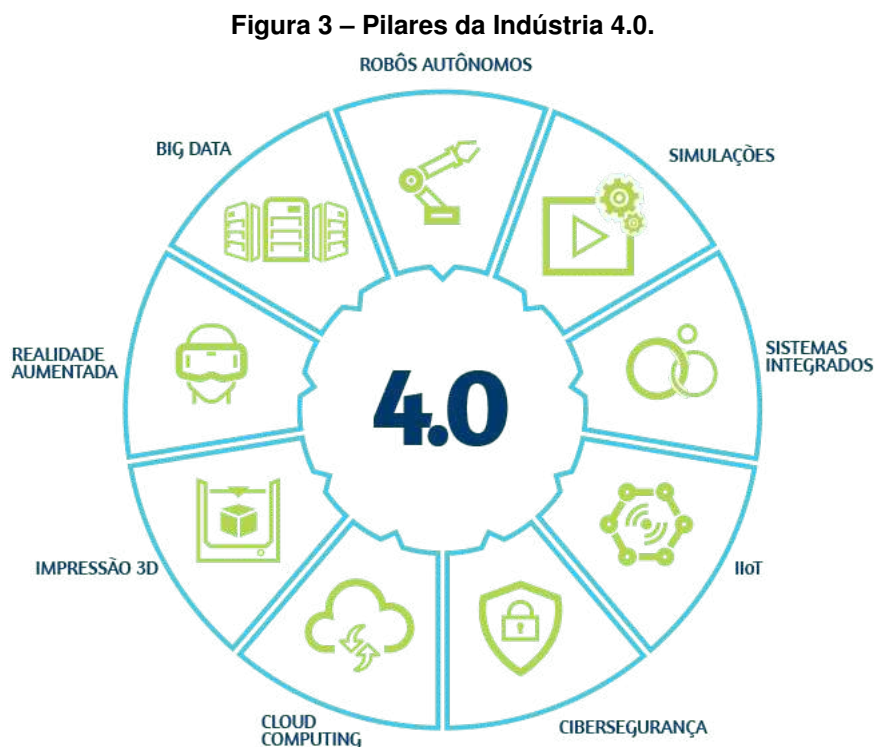 Figura 3 – Pilares da Indústria 4.0.
ROBÔS AUTÔNOMOS
BIG DATA
SIMULAÇÕES
REALIDADE
AUMENTADA
SISTEMAS
INTEGRADOS
4.0
IMPRESSÃO 3D
IIoT
CLOUD
COMPUTING
CIBERSEGURANÇA